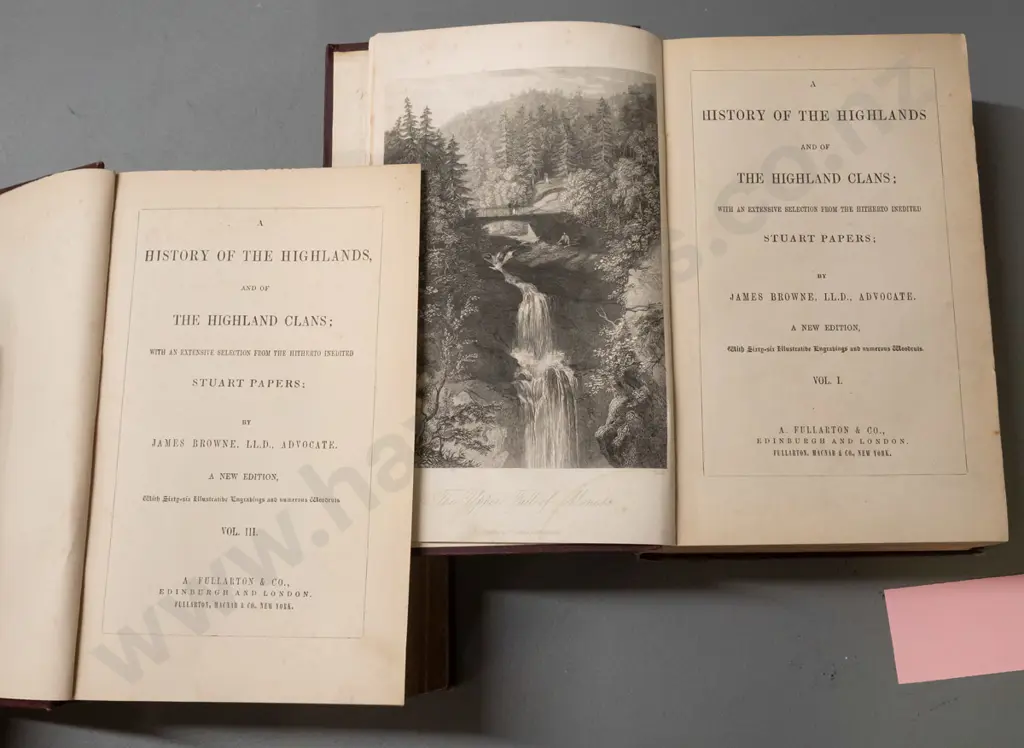 A
HISTORY OF THE HIGHLANDS,
AND OF
THE HIGHLAND CLANS;
WITH AN EXTENSIVE SELECTION FROM THE HITHERTO INEDITED
STUART PAPERS;
BY
JAMES BROWNE, LL.D., ADVOCATE.
A NEW EDITION,
With Sixty-six Illustrative Engravings and numerous Woodcuts.
VOL. III.
A. FULLARTON & CO.,
EDINBURGH AND LONDON.
FULLARTON, MACNAB & CO. NEW YORK.
The Upper Fall of
A
HISTORY OF THE HIGHLANDS
AND OF
THE HIGHLAND CLANS;
WITH AN EXTENSIVE SELECTION FROM THE HITHERTO INEDITED
STUART PAPERS;
BY
JAMES BROWNE, LL.D., ADVOCATE.
A NEW EDITION,
With Sixty-six Illustrative Engravings and numerous Woodcuts.
VOL. I.
A. FULLARTON & CO.,
EDINBURGH AND LONDON.
FULLARTON, MACNAB & CO. NEW YORK.